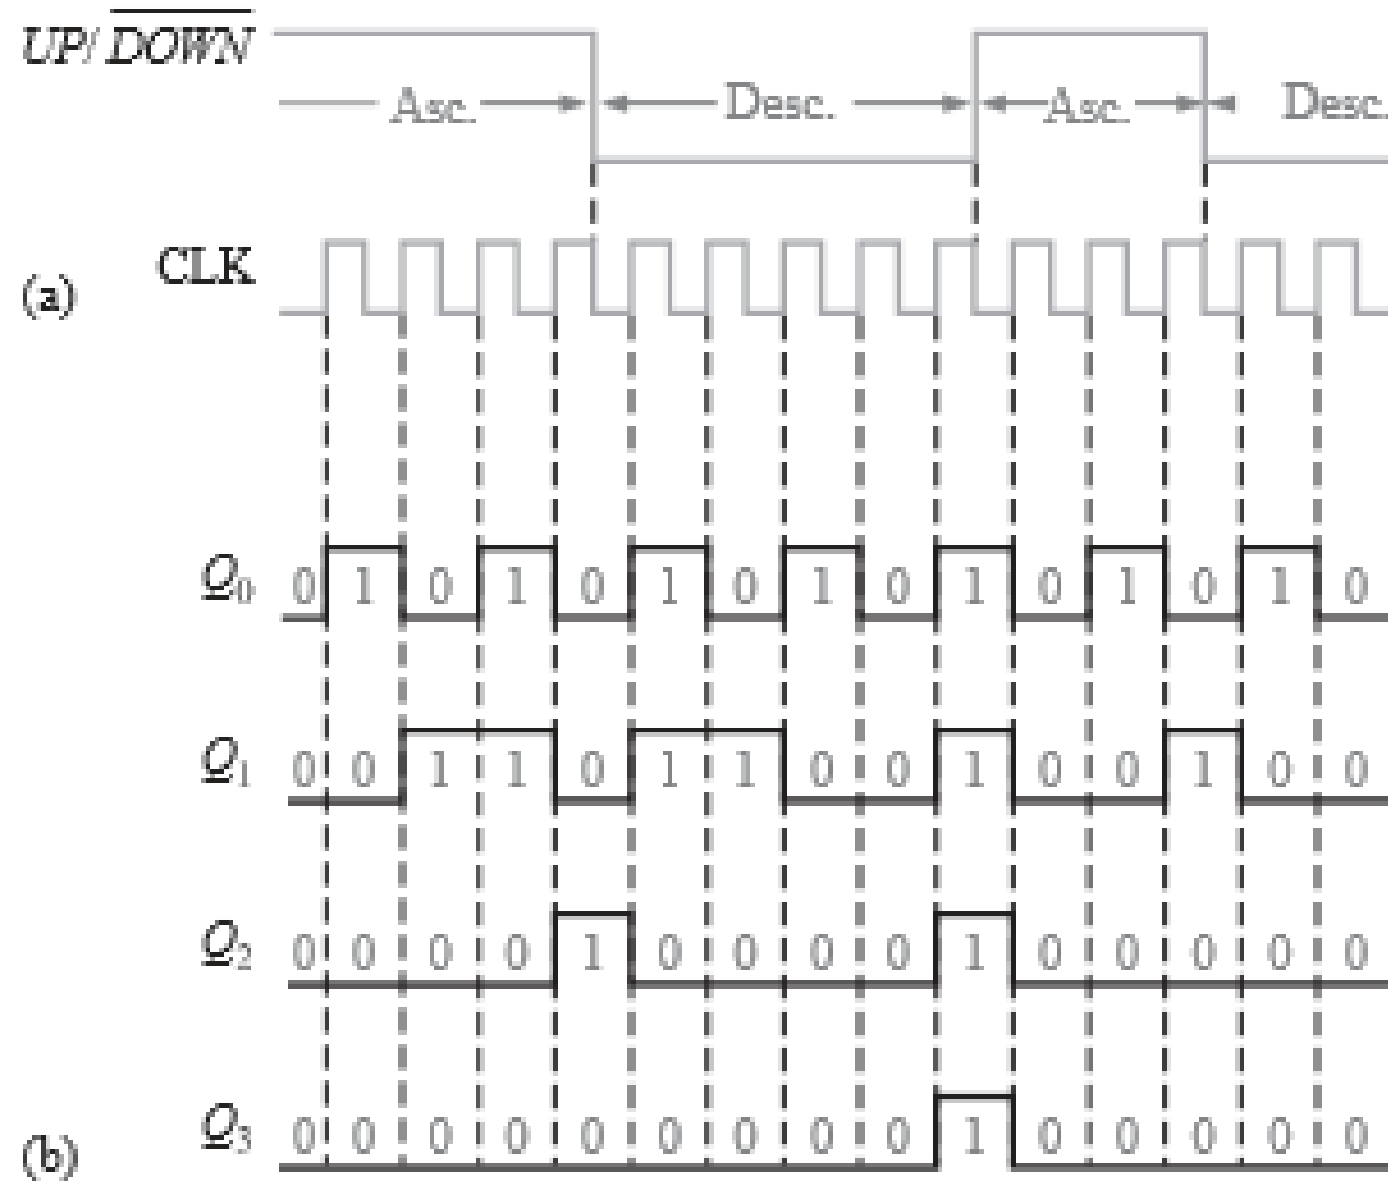 UP/ DOWN
Asc. Desc. Asc. Desc.
CLK
(a)
Q0 0 1 0 1 0 1 0 1 0 1 0 1 0 1 0
Q1 0 0 1 1 0 1 1 0 0 1 0 0 1 0 0
Q2 0 0 0 0 1 0 0 0 0 1 0 0 0 0 0
Q3 0 0 0 0 0 0 0 0 0 1 0 0 0 0 0
(b)